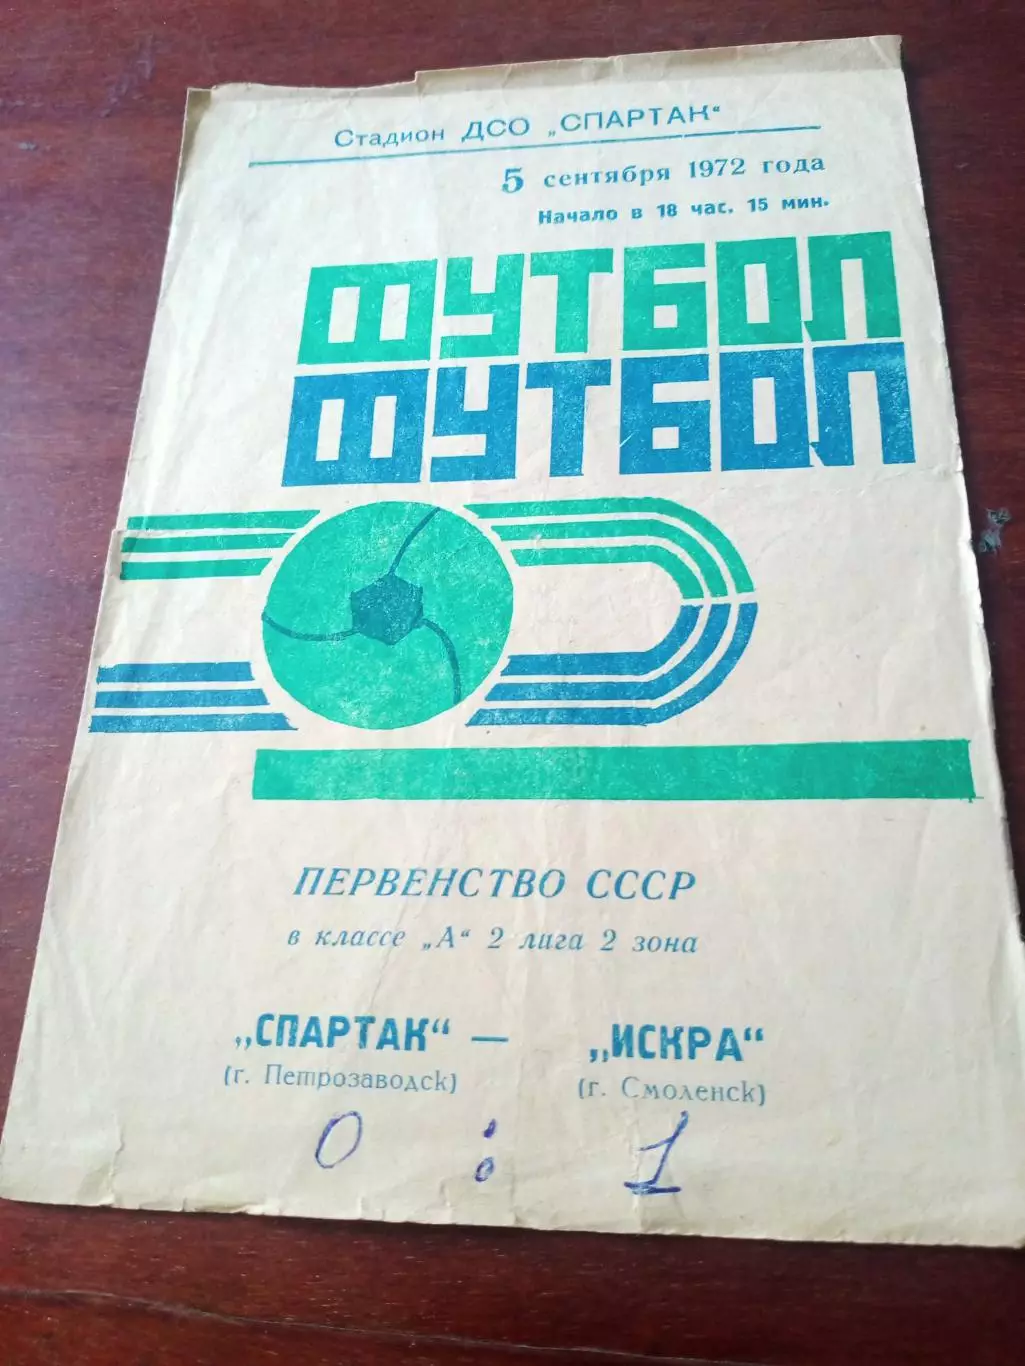 Стадион ДСО „СПАРТАК“
5 сентября 1972 года
Начало в 18 час. 15 мин.
ФУТБОЛ
ФУТБОЛ
ПЕРВЕНСТВО СССР
в классе „А“ 2 лига 2 зона
„СПАРТАК“ — „ИСКРА“
(г. Петрозаводск) (г. Смоленск)
0 : 1